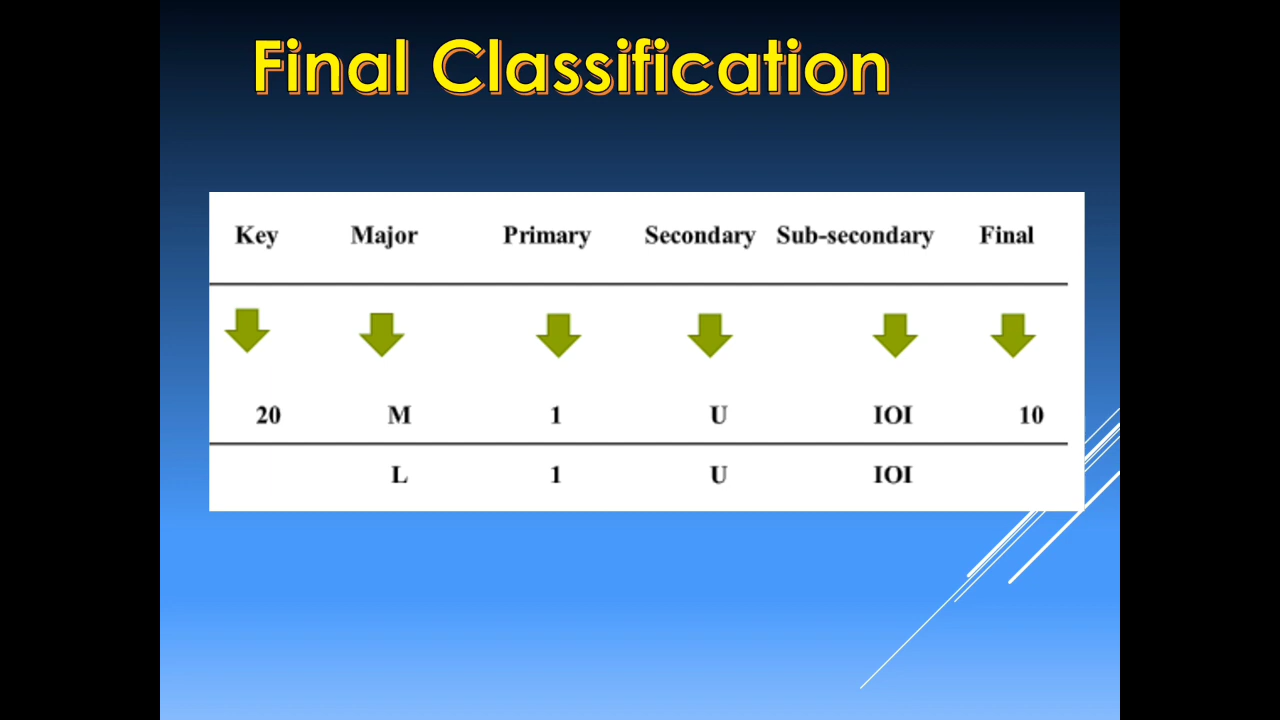 Final Classification
Key Major Primary Secondary Sub-secondary Final
20 M 1 U IOI 10
L 1 U IOI